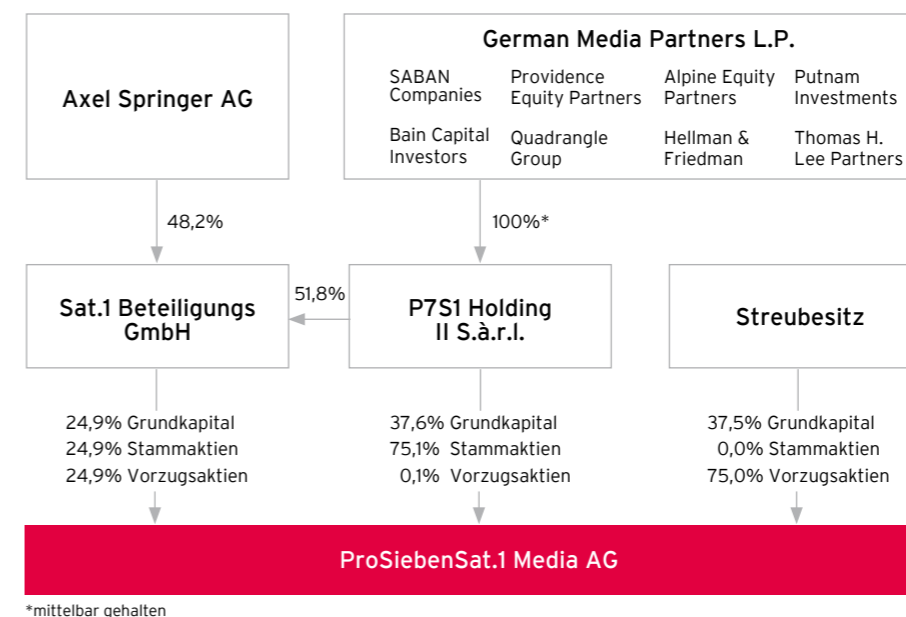 Axel Springer AG
German Media Partners L.P.
SABAN
Companies
Providence
Equity Partners
Alpine Equity
Partners
Putnam
Investments
Bain Capital
Investors
Quadrangle
Group
Hellman &
Friedman
Thomas H.
Lee Partners
48,2%
100%*
Sat.1 Beteiligungs
GmbH
51,8%
P7S1 Holding
II S.à.r.l.
Streubesitz
24,9% Grundkapital
24,9% Stammaktien
24,9% Vorzugsaktien
37,6% Grundkapital
75,1% Stammaktien
0,1% Vorzugsaktien
37,5% Grundkapital
0,0% Stammaktien
75,0% Vorzugsaktien
ProSiebenSat.1 Media AG
*mittelbar gehalten